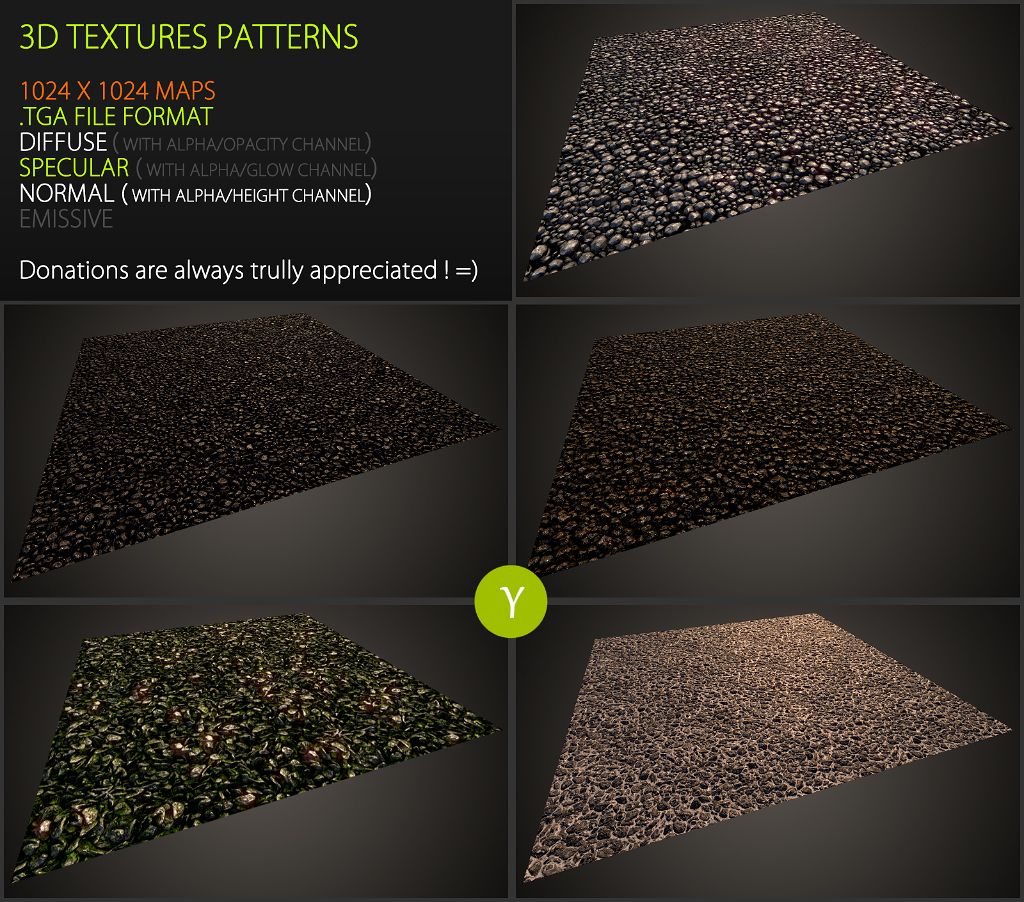 3D TEXTURES PATTERNS
1024 X 1024 MAPS
.TGA FILE FORMAT
DIFFUSE ( WITH ALPHA/OPACITY CHANNEL)
SPECULAR ( WITH ALPHA/GLOW CHANNEL)
NORMAL ( WITH ALPHA/HEIGHT CHANNEL)
EMISSIVE
Donations are always trully appreciated ! =)
Y